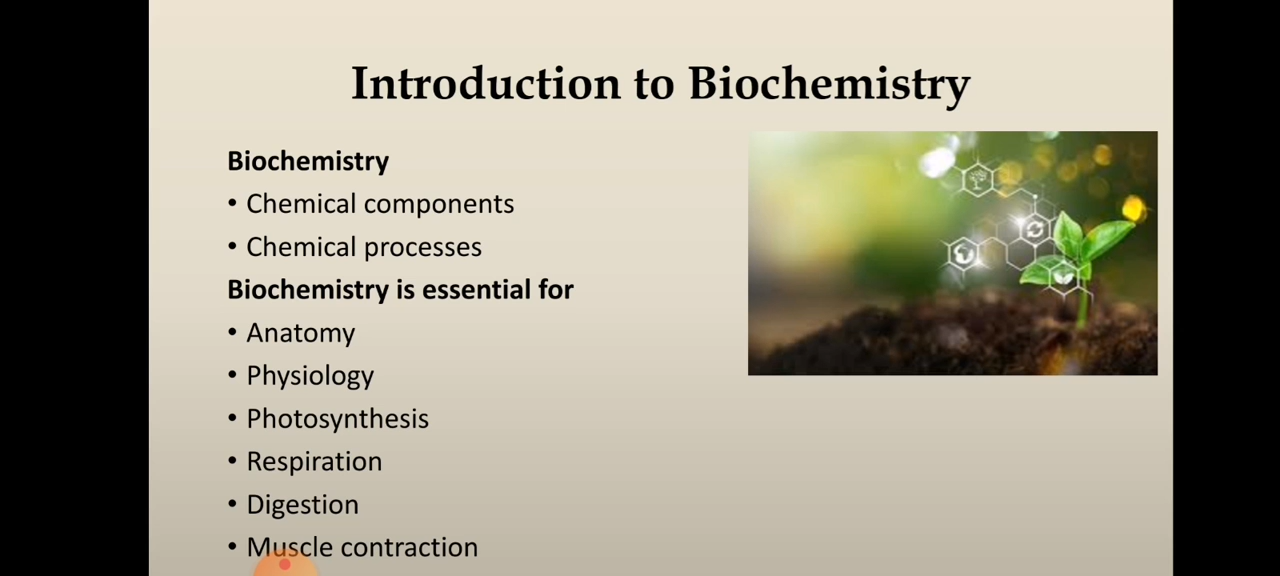 Introduction to Biochemistry
Biochemistry
• Chemical components
• Chemical processes
Biochemistry is essential for
• Anatomy
• Physiology
• Photosynthesis
• Respiration
• Digestion
• Muscle contraction